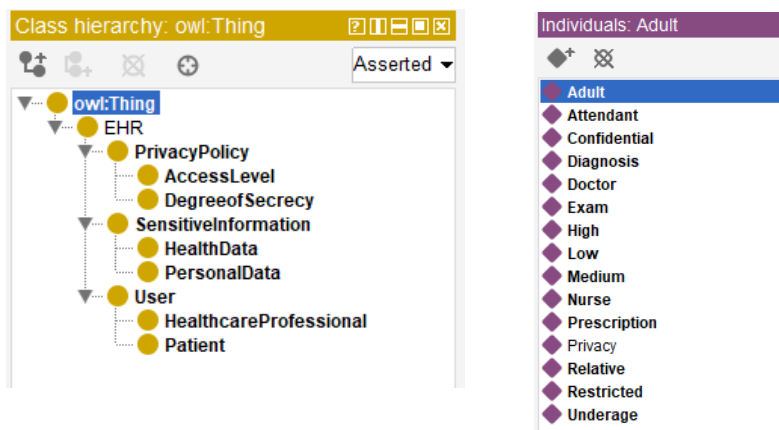 Class hierarchy: owl:Thing
Asserted
owl:Thing
EHR
PrivacyPolicy
AccessLevel
DegreeofSecrecy
SensitiveInformation
HealthData
PersonalData
User
HealthcareProfessional
Patient
Individuals: Adult
Adult
Attendant
Confidential
Diagnosis
Doctor
Exam
High
Low
Medium
Nurse
Prescription
Privacy
Relative
Restricted
Underage